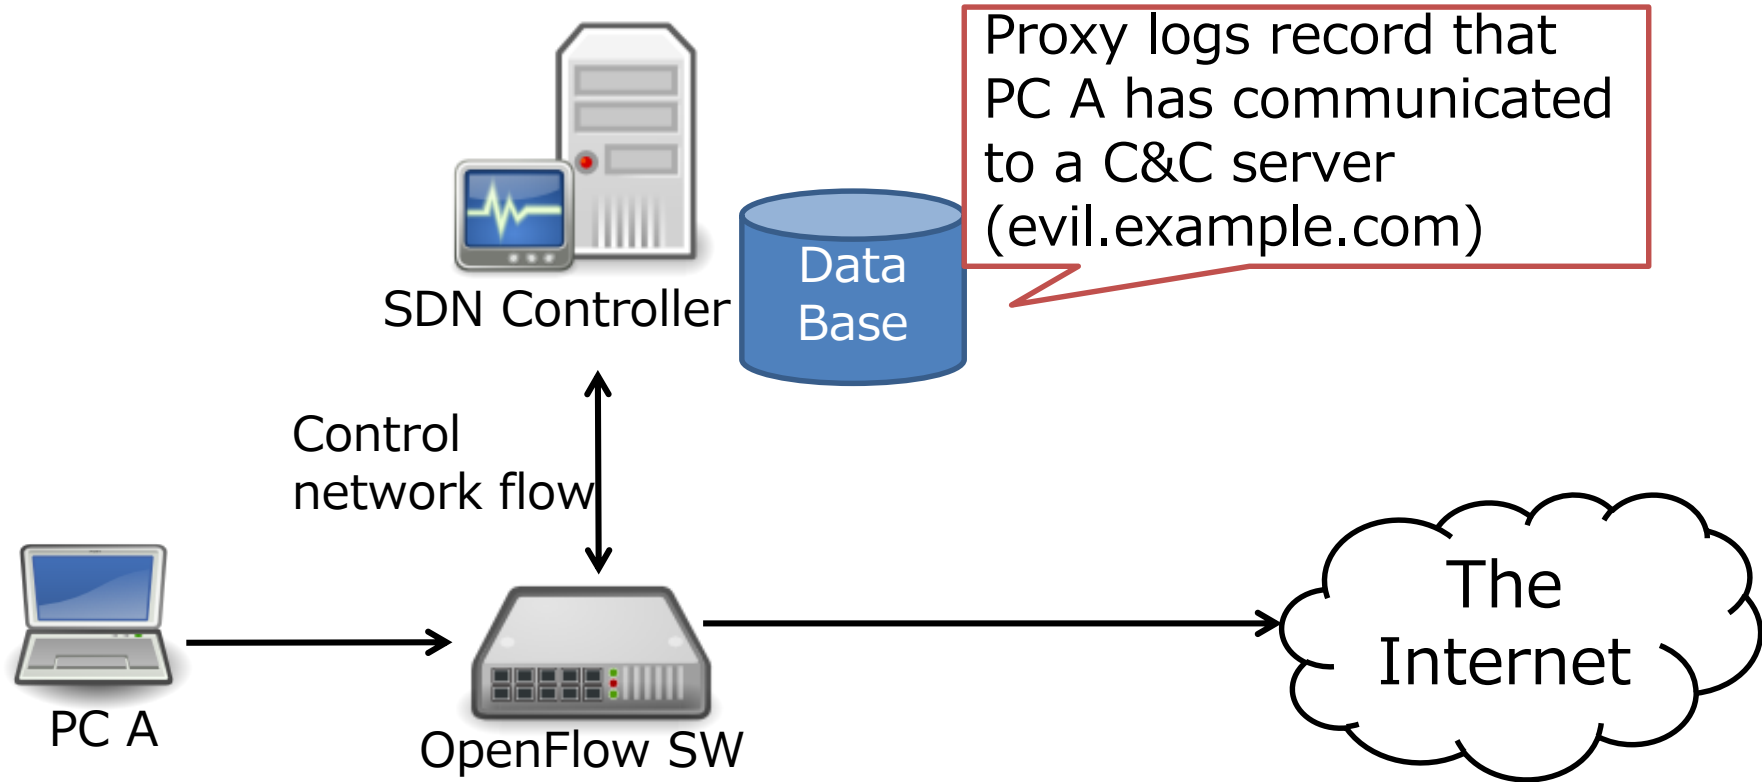 Proxy logs record that
PC A has communicated
to a C&C server
(evil.example.com)
Data
Base
SDN Controller
Control
network flow
The
Internet
PC A
OpenFlow SW